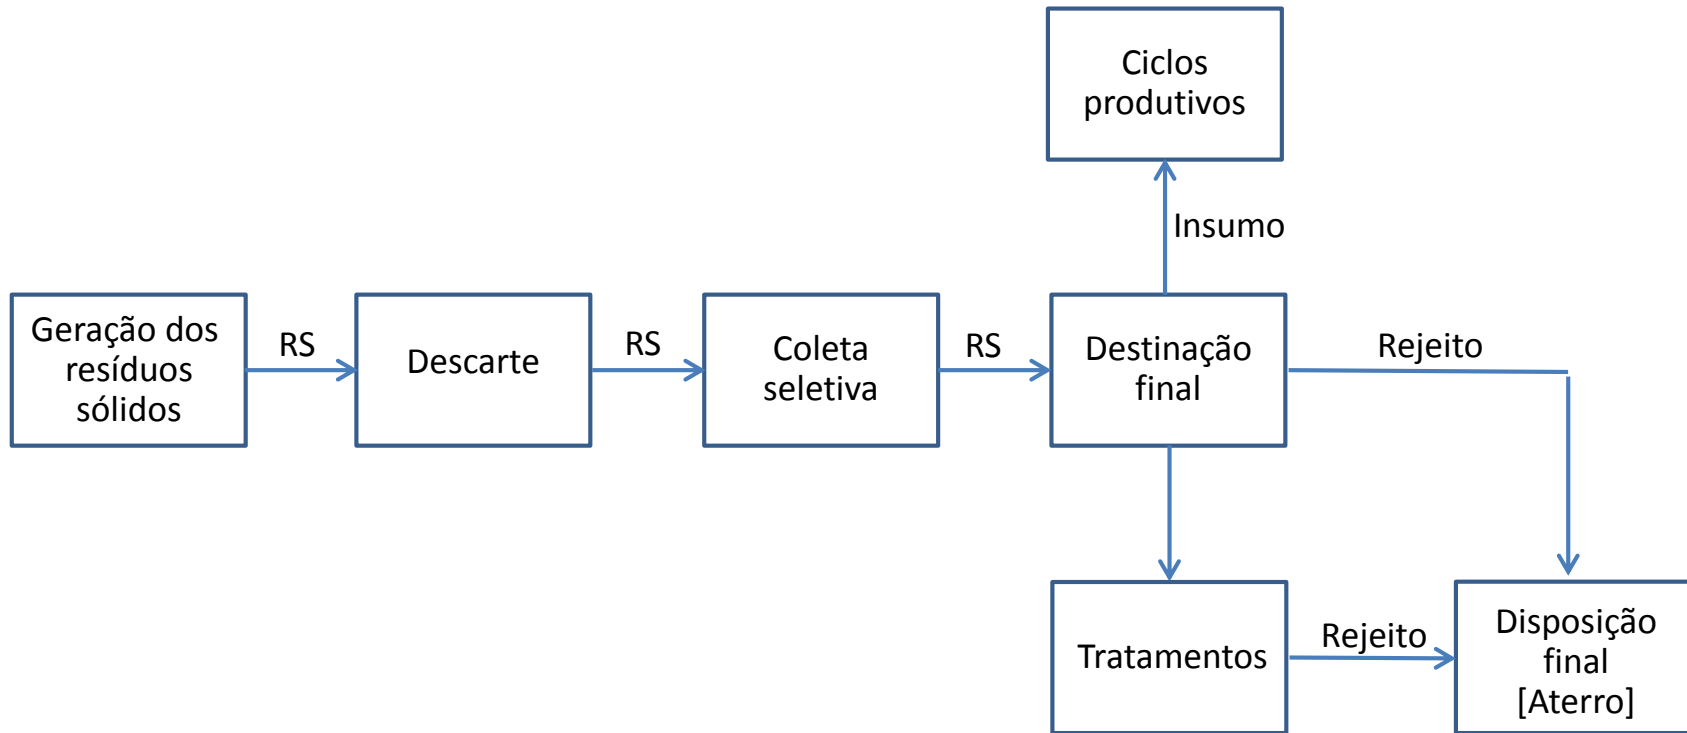 Ciclos
produtivos
Insumo
Geração dos
resíduos
sólidos
RS
Descarte
RS
Coleta
seletiva
RS
Destinação
final
Rejeito
Tratamentos
Rejeito
Disposição
final
[Aterro]